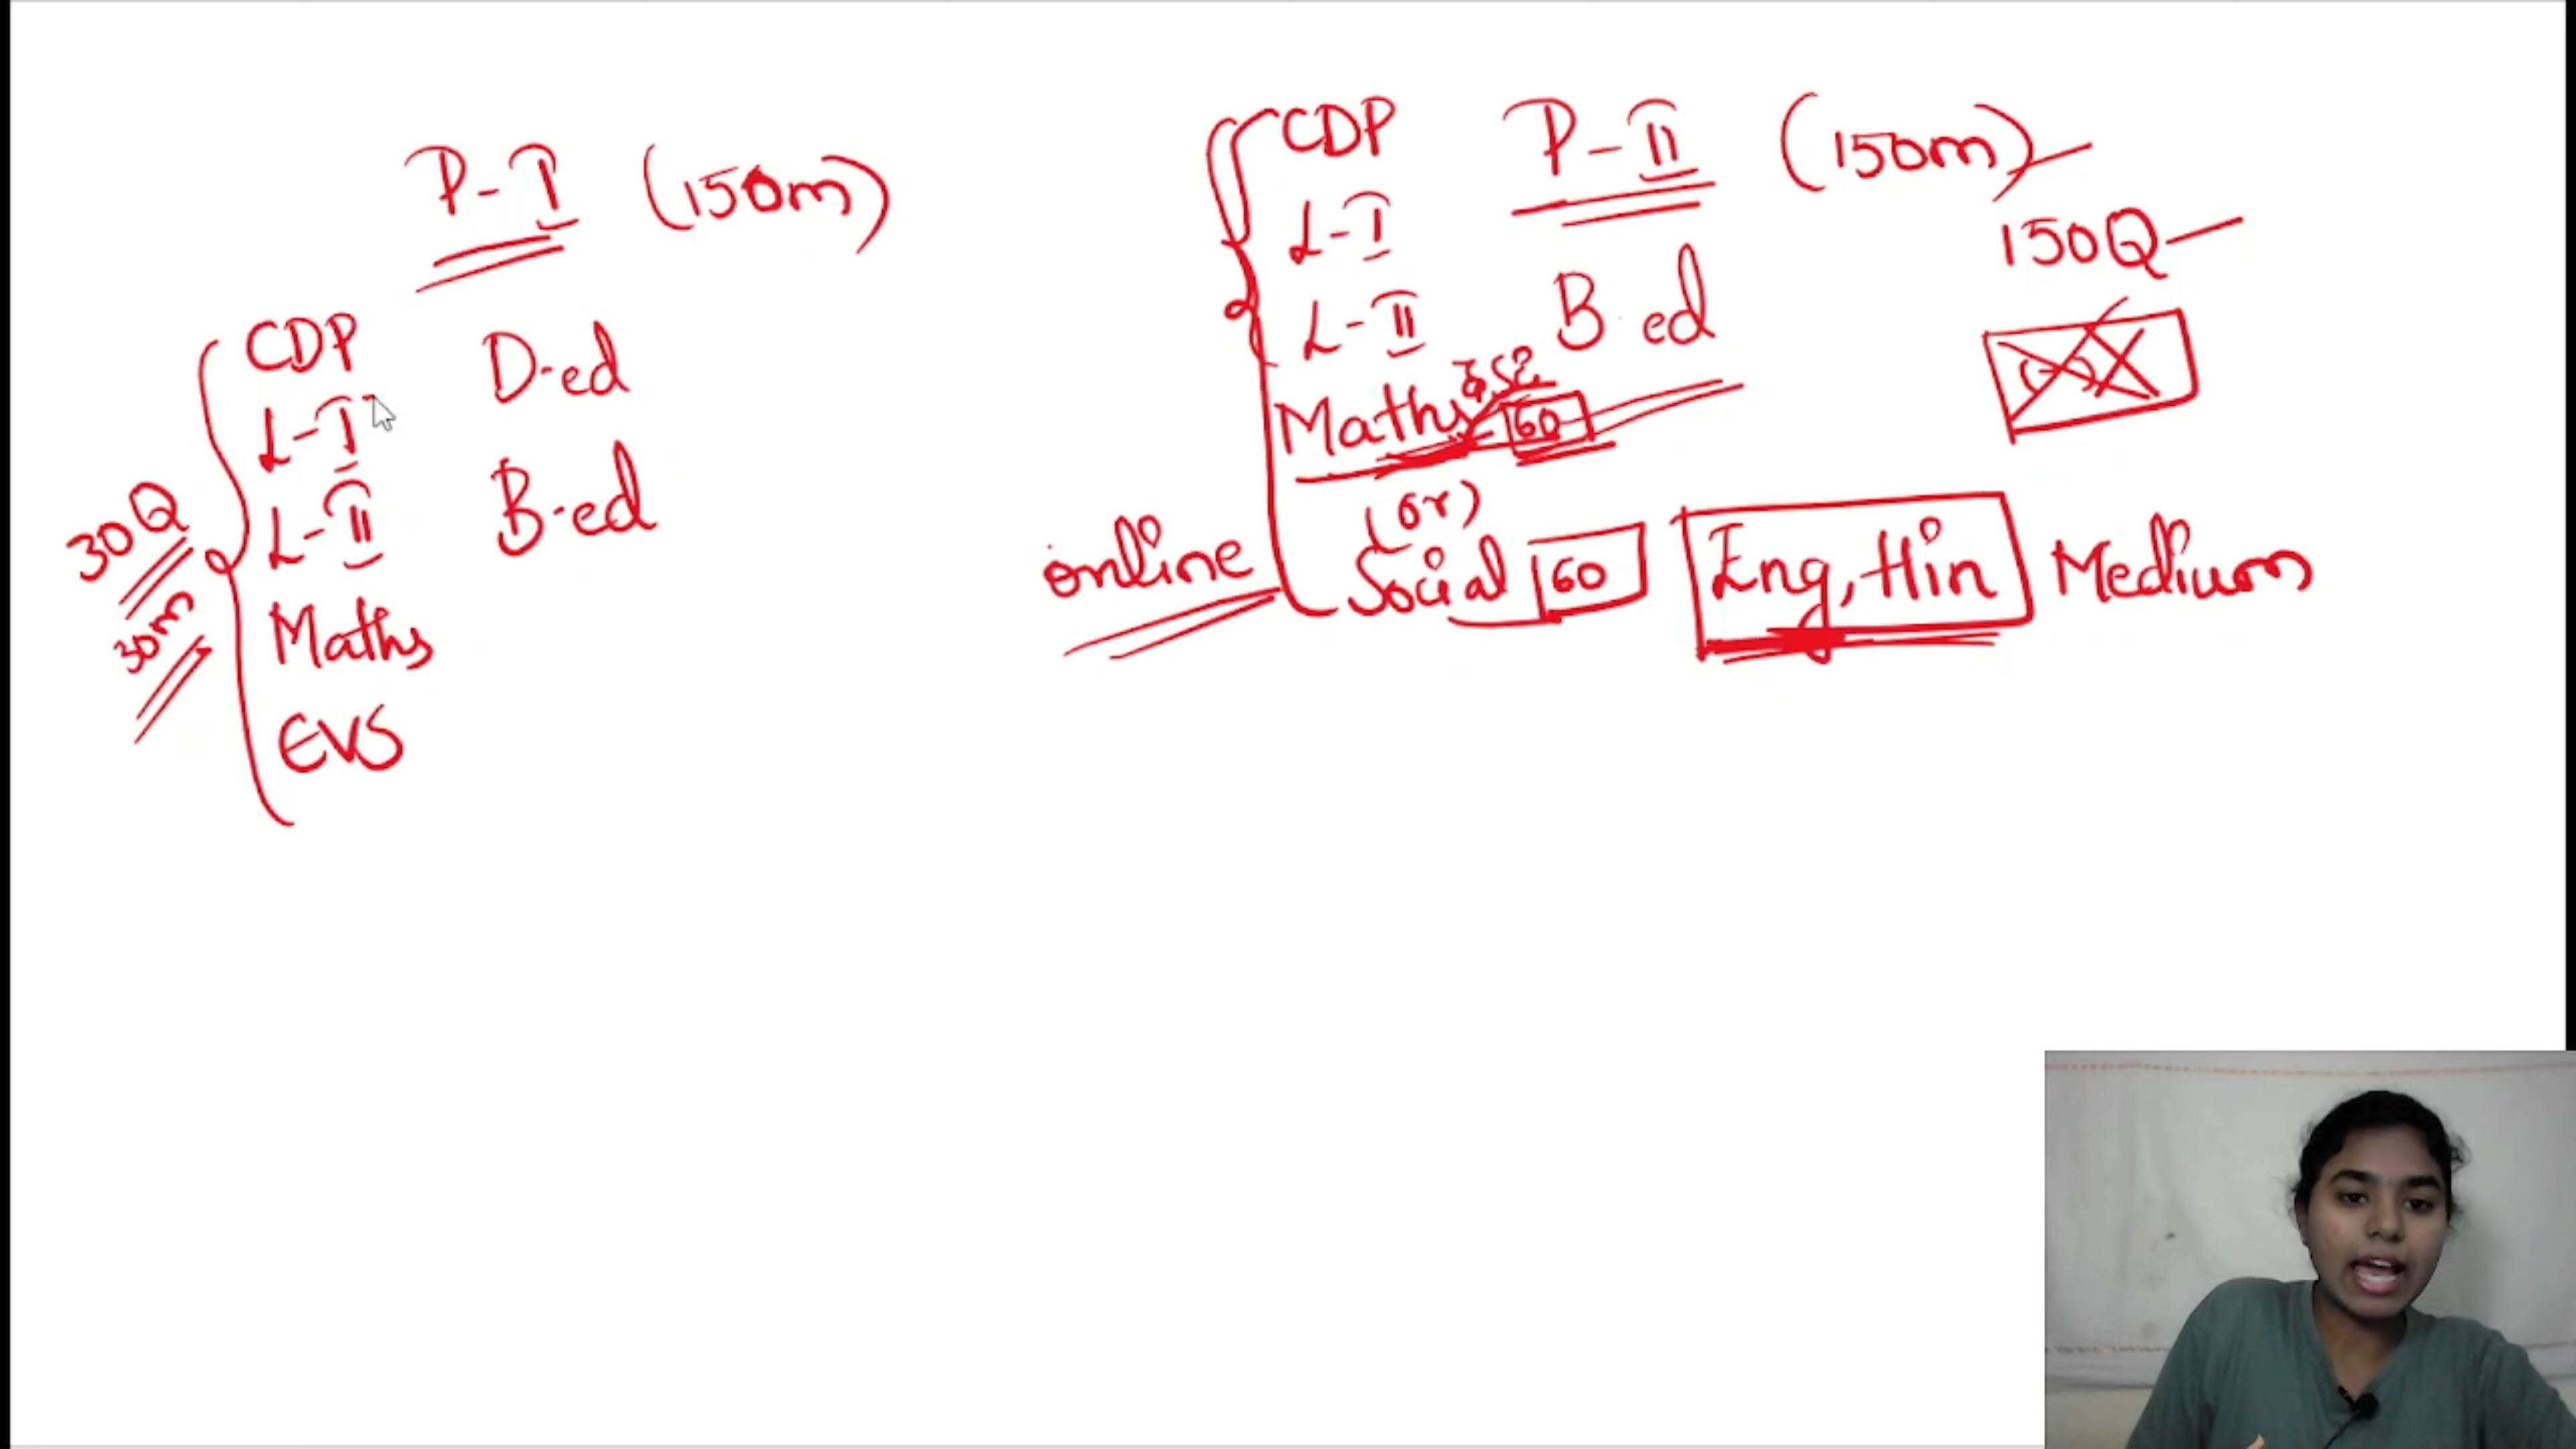 P-I (150m)
CDP D-ed
L-I
L-II B-ed
Maths
EVS
30Q
30m
CDP P-II (150m)
L-I 150Q
L-II B ed
Maths 60
(or)
Social 60 Eng, Hin Medium
online